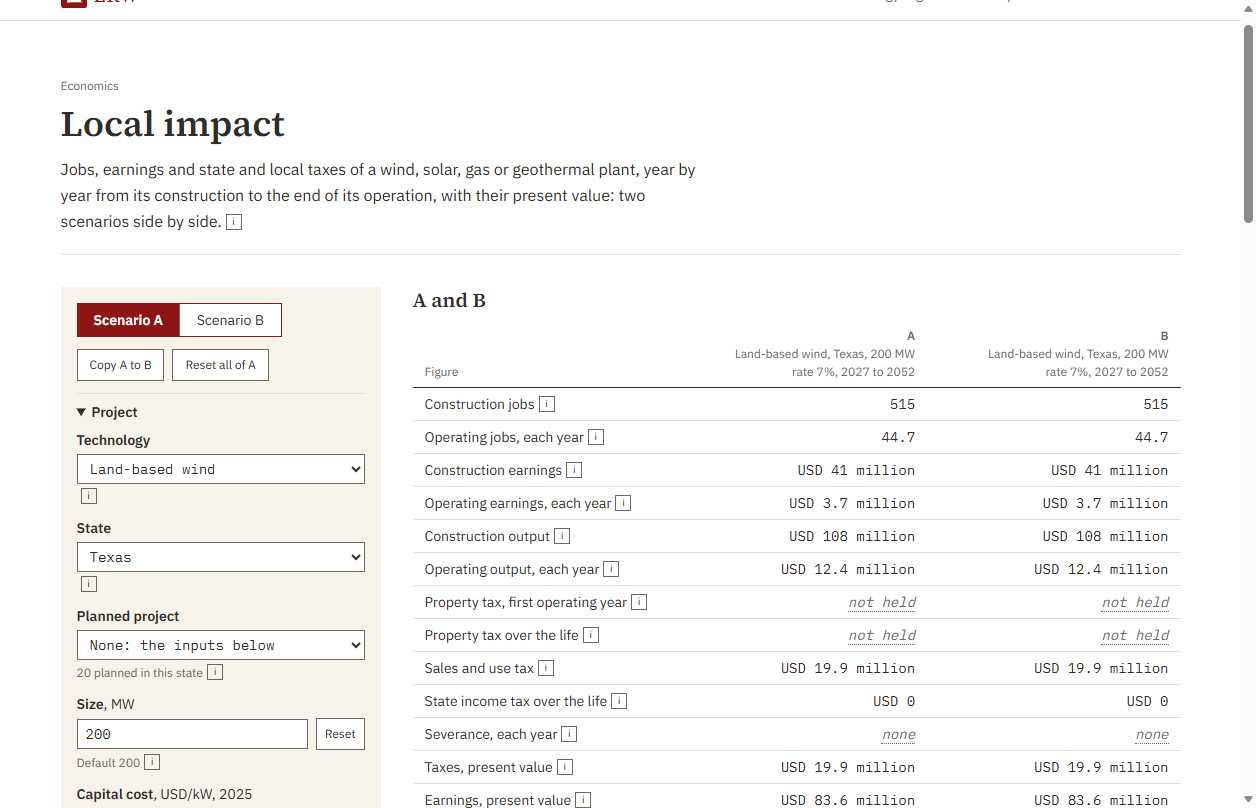 Economics
Local impact
Jobs, earnings and state and local taxes of a wind, solar, gas or geothermal plant, year by
year from its construction to the end of its operation, with their present value: two
scenarios side by side. i
Scenario A Scenario B
Copy A to B Reset all of A
▼ Project
Technology
Land-based wind
i
State
Texas
i
Planned project
None: the inputs below
20 planned in this state i
Size, MW
200 Reset
Default 200 i
Capital cost, USD/kW, 2025
A and B
A B
Land-based wind, Texas, 200 MW Land-based wind, Texas, 200 MW
Figure rate 7%, 2027 to 2052 rate 7%, 2027 to 2052
Construction jobs i 515 515
Operating jobs, each year i 44.7 44.7
Construction earnings i USD 41 million USD 41 million
Operating earnings, each year i USD 3.7 million USD 3.7 million
Construction output i USD 108 million USD 108 million
Operating output, each year i USD 12.4 million USD 12.4 million
Property tax, first operating year i not held not held
Property tax over the life i not held not held
Sales and use tax i USD 19.9 million USD 19.9 million
State income tax over the life i USD 0 USD 0
Severance, each year i none none
Taxes, present value i USD 19.9 million USD 19.9 million
Earnings, present value i USD 83.6 million USD 83.6 million